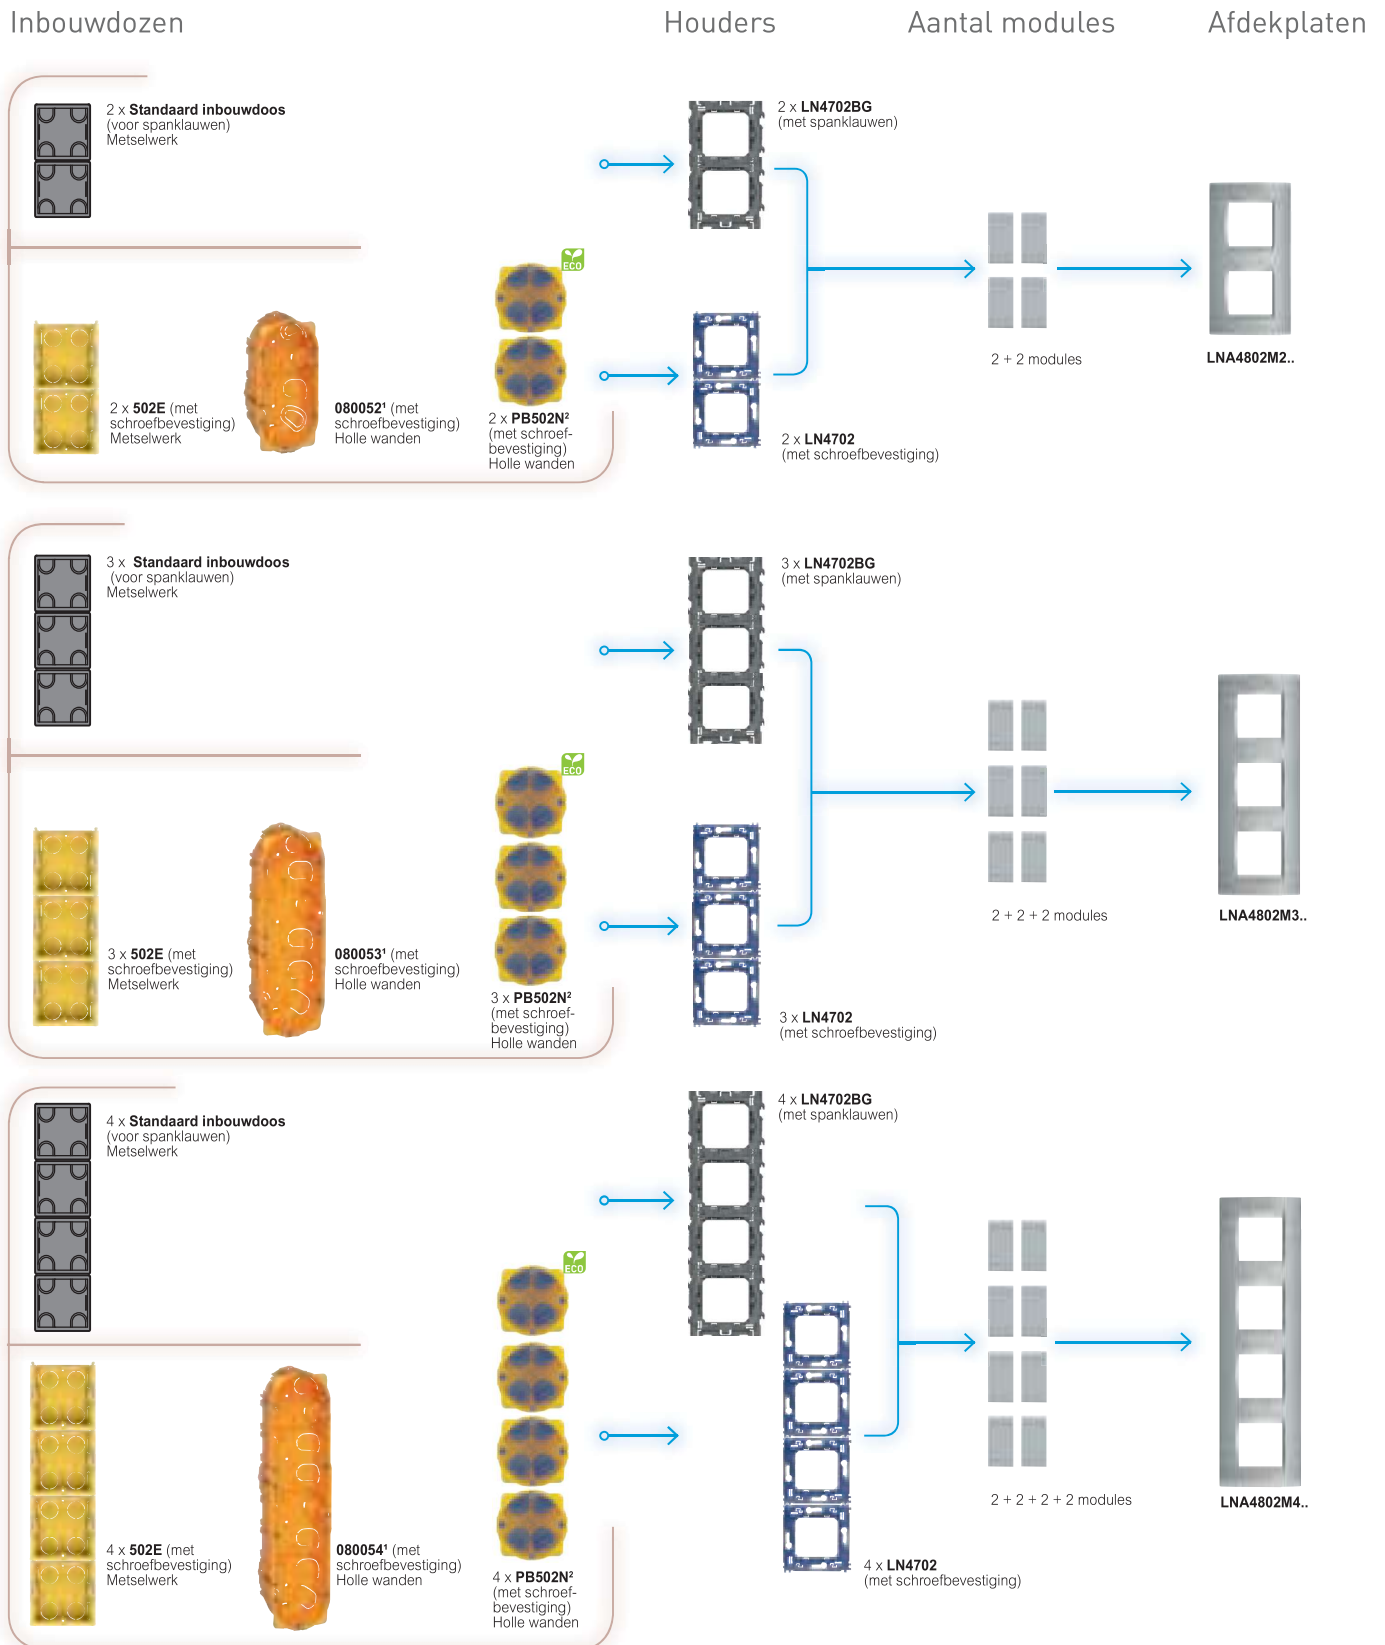 Inbouwdozen
Houders
Aantal modules
Afdekplaten
2 x Standaard inbouwdoos
(voor spanklauwen)
Metselwerk
2 x LN4702BG
(met spanklauwen)
ECO
2 x 502E (met
schroefbevestiging)
Metselwerk
080052¹ (met
schroefbevestiging)
Holle wanden
2 x PB502N²
(met schroef-
bevestiging)
Holle wanden
2 x LN4702
(met schroefbevestiging)
2 + 2 modules
LNA4802M2..
3 x Standaard inbouwdoos
(voor spanklauwen)
Metselwerk
3 x LN4702BG
(met spanklauwen)
ECO
3 x 502E (met
schroefbevestiging)
Metselwerk
080053¹ (met
schroefbevestiging)
Holle wanden
3 x PB502N²
(met schroef-
bevestiging)
Holle wanden
3 x LN4702
(met schroefbevestiging)
2 + 2 + 2 modules
LNA4802M3..
4 x Standaard inbouwdoos
(voor spanklauwen)
Metselwerk
4 x LN4702BG
(met spanklauwen)
ECO
4 x 502E (met
schroefbevestiging)
Metselwerk
080054¹ (met
schroefbevestiging)
Holle wanden
4 x PB502N²
(met schroef-
bevestiging)
Holle wanden
4 x LN4702
(met schroefbevestiging)
2 + 2 + 2 + 2 modules
LNA4802M4..